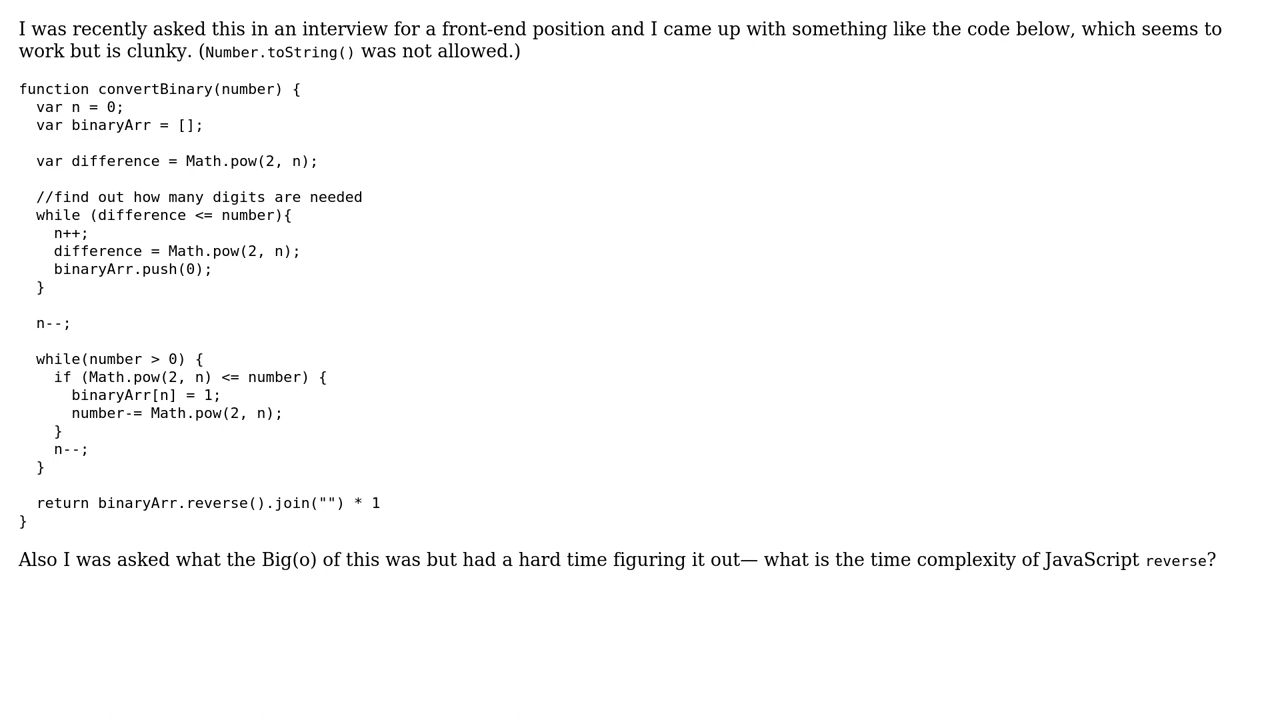 I was recently asked this in an interview for a front-end position and I came up with something like the code below, which seems to
work but is clunky. (Number.toString() was not allowed.)
function convertBinary(number) {
  var n = 0;
  var binaryArr = [];
  var difference = Math.pow(2, n);
  //find out how many digits are needed
  while (difference <= number){
    n++;
    difference = Math.pow(2, n);
    binaryArr.push(0);
  }
  n--;
  while(number > 0) {
    if (Math.pow(2, n) <= number) {
      binaryArr[n] = 1;
      number-= Math.pow(2, n);
    }
    n--;
  }
  return binaryArr.reverse().join("") * 1
}
Also I was asked what the Big(o) of this was but had a hard time figuring it out— what is the time complexity of JavaScript reverse?